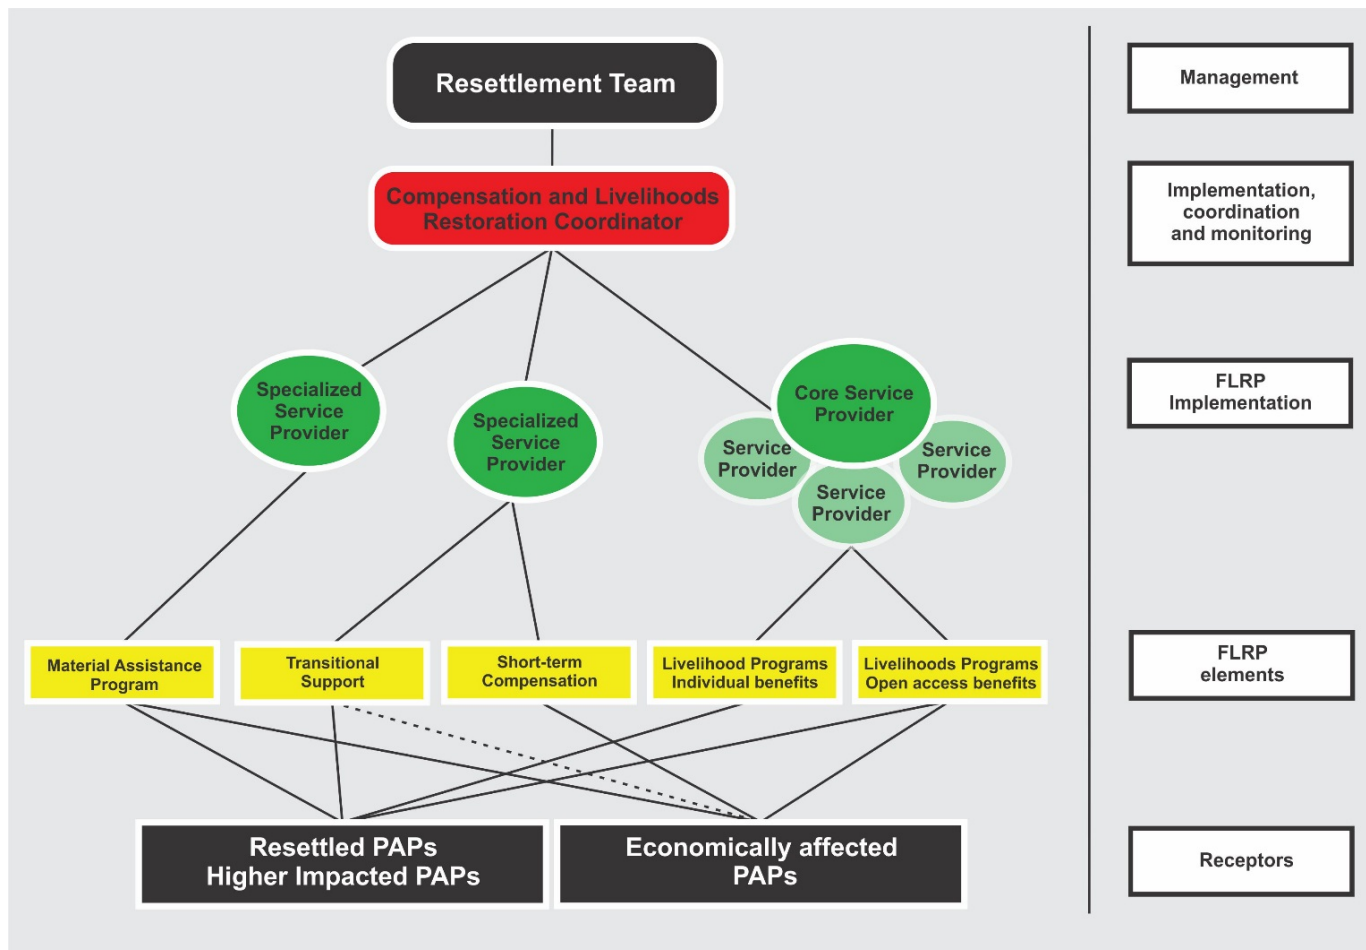 Resettlement Team
Management
Compensation and Livelihoods
Restoration Coordinator
Implementation,
coordination
and monitoring
Specialized
Service
Provider
Specialized
Service
Provider
Core Service
Provider
Service
Provider
Service
Provider
Service
Provider
FLRP
Implementation
Material Assistance
Program
Transitional
Support
Short-term
Compensation
Livelihood Programs
Individual benefits
Livelihoods Programs
Open access benefits
FLRP
elements
Resettled PAPs
Higher Impacted PAPs
Economically affected
PAPs
Receptors